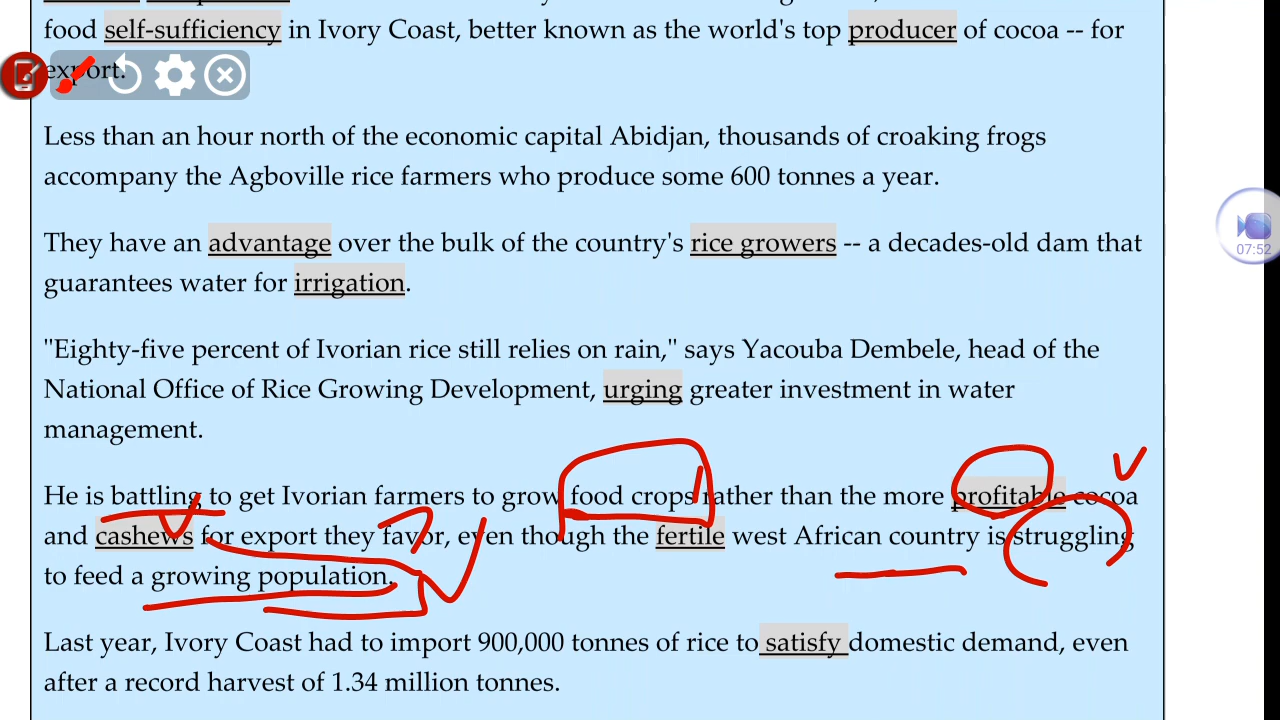 food self-sufficiency in Ivory Coast, better known as the world's top producer of cocoa -- for
export.
Less than an hour north of the economic capital Abidjan, thousands of croaking frogs
accompany the Agboville rice farmers who produce some 600 tonnes a year.
They have an advantage over the bulk of the country's rice growers -- a decades-old dam that
guarantees water for irrigation.
07:52
"Eighty-five percent of Ivorian rice still relies on rain," says Yacouba Dembele, head of the
National Office of Rice Growing Development, urging greater investment in water
management.
He is battling to get Ivorian farmers to grow food crops rather than the more profitable cocoa
and cashews for export they favor, even though the fertile west African country is struggling
to feed a growing population.
Last year, Ivory Coast had to import 900,000 tonnes of rice to satisfy domestic demand, even
after a record harvest of 1.34 million tonnes.